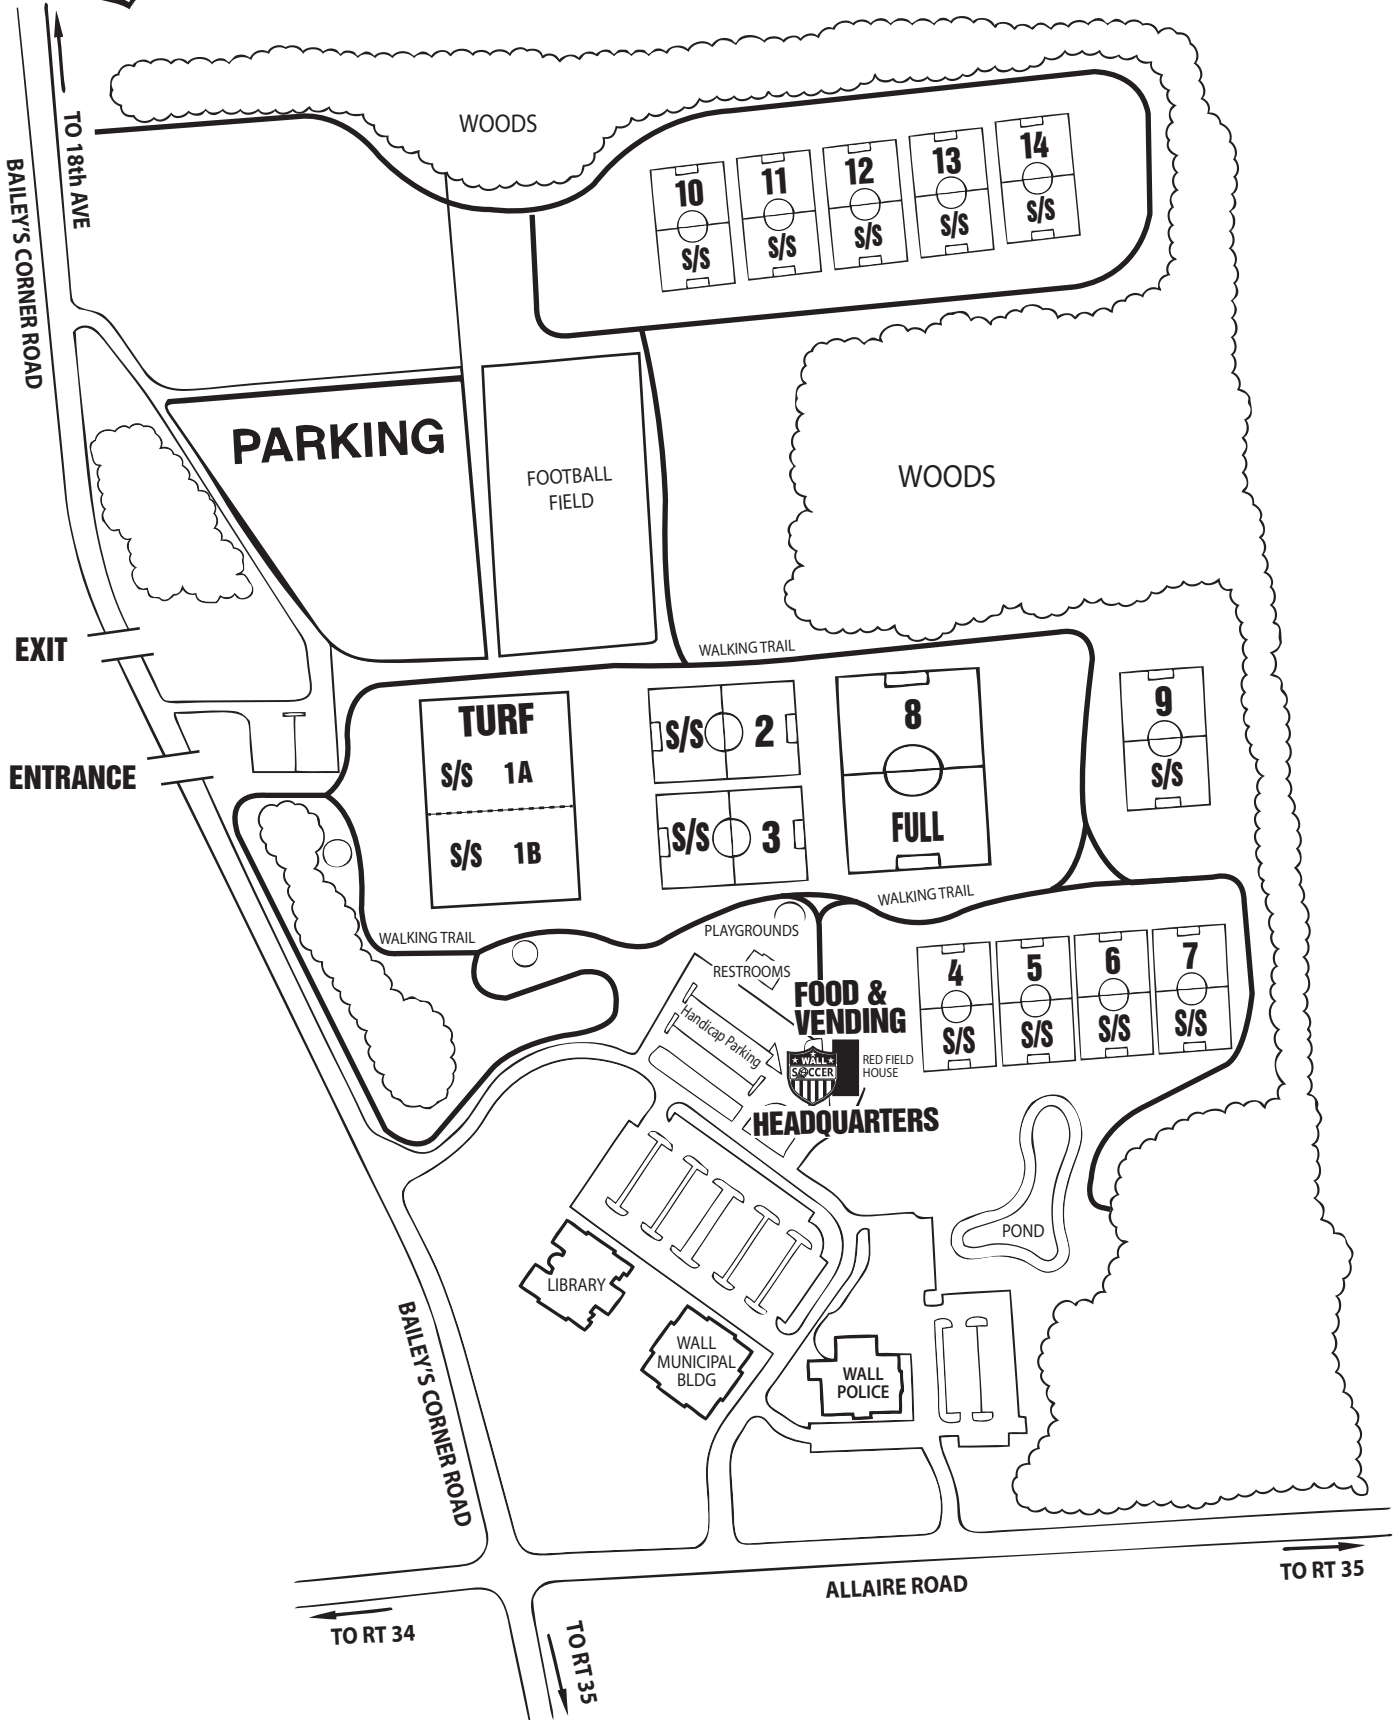 TO 18th AVE
BAILEY'S CORNER ROAD
WOODS
10
S/S
11
S/S
12
S/S
13
S/S
14
S/S
PARKING
FOOTBALL
FIELD
WOODS
EXIT
ENTRANCE
WALKING TRAIL
TURF
S/S 1A
S/S 1B
S/S 2
S/S 3
8
FULL
9
S/S
WALKING TRAIL
WALKING TRAIL
PLAYGROUNDS
RESTROOMS
Handicap Parking
FOOD &
VENDING
WALL
SOCCER
RED FIELD
HOUSE
HEADQUARTERS
4
S/S
5
S/S
6
S/S
7
S/S
POND
LIBRARY
WALL
MUNICIPAL
BLDG
WALL
POLICE
BAILEY'S CORNER ROAD
ALLAIRE ROAD
TO RT 35
TO RT 34
TO RT 35